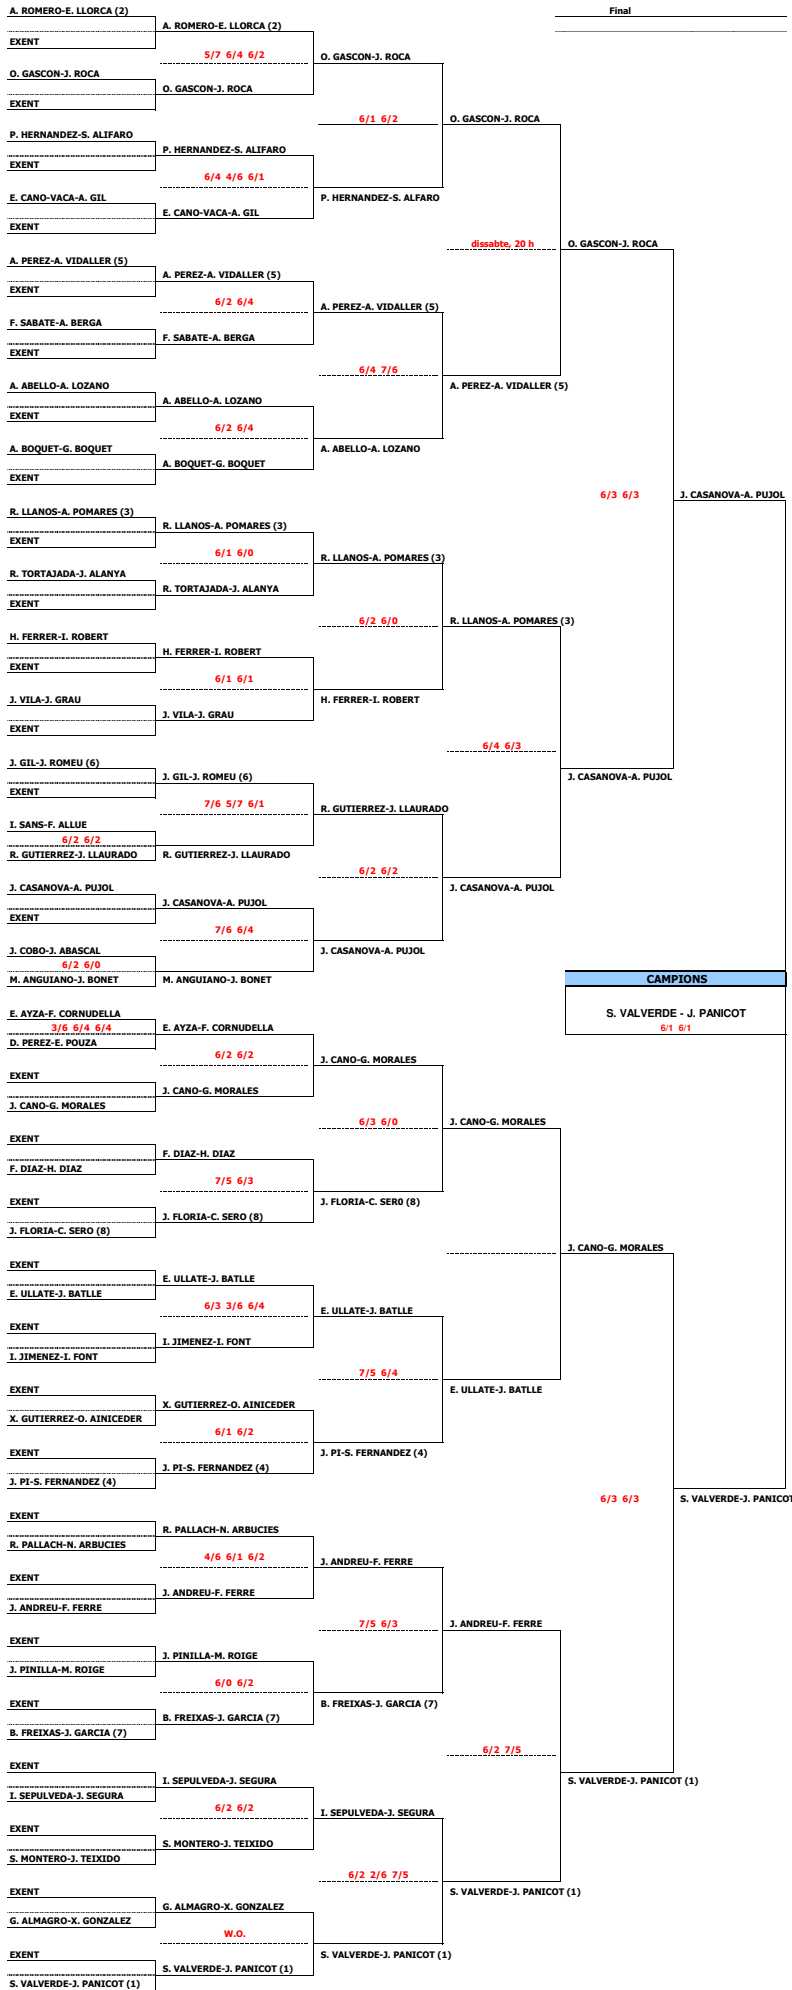 A. ROMERO-E. LLORCA (2)
Final
A. ROMERO-E. LLORCA (2)
EXENT
5/7 6/4 6/2
O. GASCON-J. ROCA
O. GASCON-J. ROCA
O. GASCON-J. ROCA
EXENT
6/1 6/2
O. GASCON-J. ROCA
P. HERNANDEZ-S. ALIFARO
P. HERNANDEZ-S. ALIFARO
EXENT
6/4 4/6 6/1
E. CANO-VACA-A. GIL
P. HERNANDEZ-S. ALFARO
E. CANO-VACA-A. GIL
EXENT
dissabte, 20 h
O. GASCON-J. ROCA
A. PEREZ-A. VIDALLER (5)
A. PEREZ-A. VIDALLER (5)
EXENT
6/2 6/4
A. PEREZ-A. VIDALLER (5)
F. SABATE-A. BERGA
F. SABATE-A. BERGA
EXENT
6/4 7/6
A. PEREZ-A. VIDALLER (5)
A. ABELLO-A. LOZANO
A. ABELLO-A. LOZANO
EXENT
6/2 6/4
A. BOQUET-G. BOQUET
A. ABELLO-A. LOZANO
A. BOQUET-G. BOQUET
EXENT
6/3 6/3
J. CASANOVA-A. PUJOL
R. LLANOS-A. POMARES (3)
R. LLANOS-A. POMARES (3)
EXENT
6/1 6/0
R. LLANOS-A. POMARES (3)
R. TORTAJADA-J. ALANYA
R. TORTAJADA-J. ALANYA
EXENT
6/2 6/0
R. LLANOS-A. POMARES (3)
H. FERRER-I. ROBERT
H. FERRER-I. ROBERT
EXENT
6/1 6/1
J. VILA-J. GRAU
H. FERRER-I. ROBERT
J. VILA-J. GRAU
EXENT
6/4 6/3
J. GIL-J. ROMEU (6)
J. GIL-J. ROMEU (6)
J. CASANOVA-A. PUJOL
EXENT
7/6 5/7 6/1
R. GUTIERREZ-J. LLAURADO
I. SANS-F. ALLUE
6/2 6/2
R. GUTIERREZ-J. LLAURADO
R. GUTIERREZ-J. LLAURADO
6/2 6/2
J. CASANOVA-A. PUJOL
J. CASANOVA-A. PUJOL
J. CASANOVA-A. PUJOL
EXENT
7/6 6/4
J. COBO-J. ABASCAL
J. CASANOVA-A. PUJOL
6/2 6/0
M. ANGUIANO-J. BONET
M. ANGUIANO-J. BONET
CAMPIONS
E. AYZA-F. CORNUDELLA
S. VALVERDE - J. PANICOT
3/6 6/4 6/4
E. AYZA-F. CORNUDELLA
6/1 6/1
D. PEREZ-E. POUZA
6/2 6/2
J. CANO-G. MORALES
EXENT
J. CANO-G. MORALES
J. CANO-G. MORALES
6/3 6/0
J. CANO-G. MORALES
EXENT
F. DIAZ-H. DIAZ
F. DIAZ-H. DIAZ
7/5 6/3
EXENT
J. FLORIA-C. SER0 (8)
J. FLORIA-C. SERO (8)
J. FLORIA-C. SERO (8)
J. CANO-G. MORALES
EXENT
E. ULLATE-J. BATLLE
E. ULLATE-J. BATLLE
6/3 3/6 6/4
E. ULLATE-J. BATLLE
EXENT
I. JIMENEZ-I. FONT
I. JIMENEZ-I. FONT
7/5 6/4
EXENT
E. ULLATE-J. BATLLE
X. GUTIERREZ-O. AINICEDER
X. GUTIERREZ-O. AINICEDER
6/1 6/2
EXENT
J. PI-S. FERNANDEZ (4)
J. PI-S. FERNANDEZ (4)
J. PI-S. FERNANDEZ (4)
6/3 6/3
S. VALVERDE-J. PANICOT
EXENT
R. PALLACH-N. ARBUCIES
R. PALLACH-N. ARBUCIES
4/6 6/1 6/2
J. ANDREU-F. FERRE
EXENT
J. ANDREU-F. FERRE
J. ANDREU-F. FERRE
7/5 6/3
J. ANDREU-F. FERRE
EXENT
J. PINILLA-M. ROIGE
J. PINILLA-M. ROIGE
6/0 6/2
EXENT
B. FREIXAS-J. GARCIA (7)
B. FREIXAS-J. GARCIA (7)
B. FREIXAS-J. GARCIA (7)
6/2 7/5
EXENT
I. SEPULVEDA-J. SEGURA
S. VALVERDE-J. PANICOT (1)
I. SEPULVEDA-J. SEGURA
6/2 6/2
I. SEPULVEDA-J. SEGURA
EXENT
S. MONTERO-J. TEIXIDO
S. MONTERO-J. TEIXIDO
6/2 2/6 7/5
EXENT
S. VALVERDE-J. PANICOT (1)
G. ALMAGRO-X. GONZALEZ
G. ALMAGRO-X. GONZALEZ
W.O.
EXENT
S. VALVERDE-J. PANICOT (1)
S. VALVERDE-J. PANICOT (1)
S. VALVERDE-J. PANICOT (1)